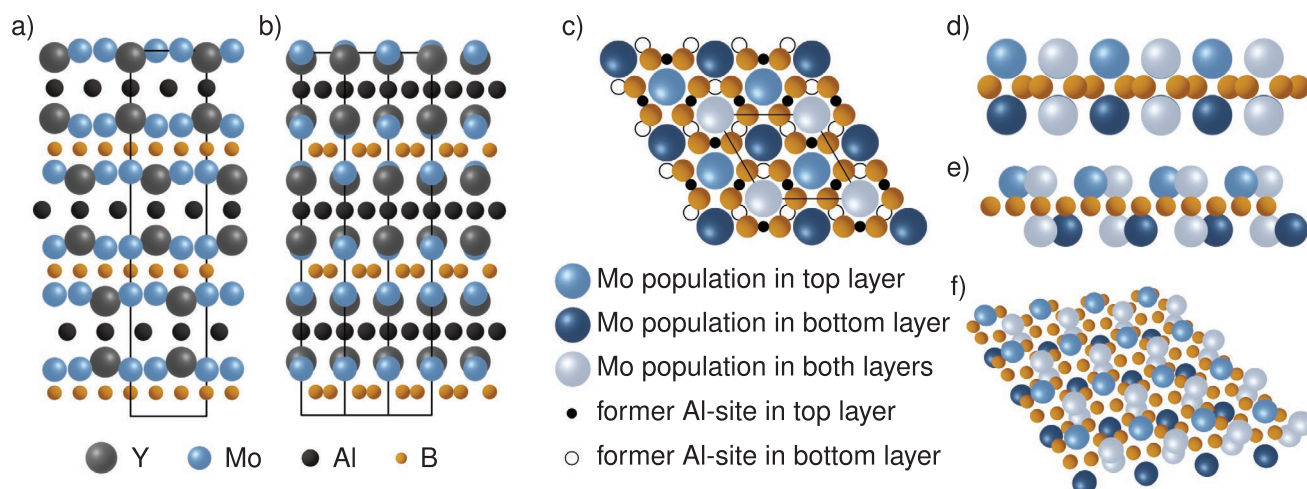 a)
b)
c)
d)
e)
f)
Mo population in top layer
Mo population in bottom layer
Mo population in both layers
former Al-site in top layer
former Al-site in bottom layer
Y Mo Al B